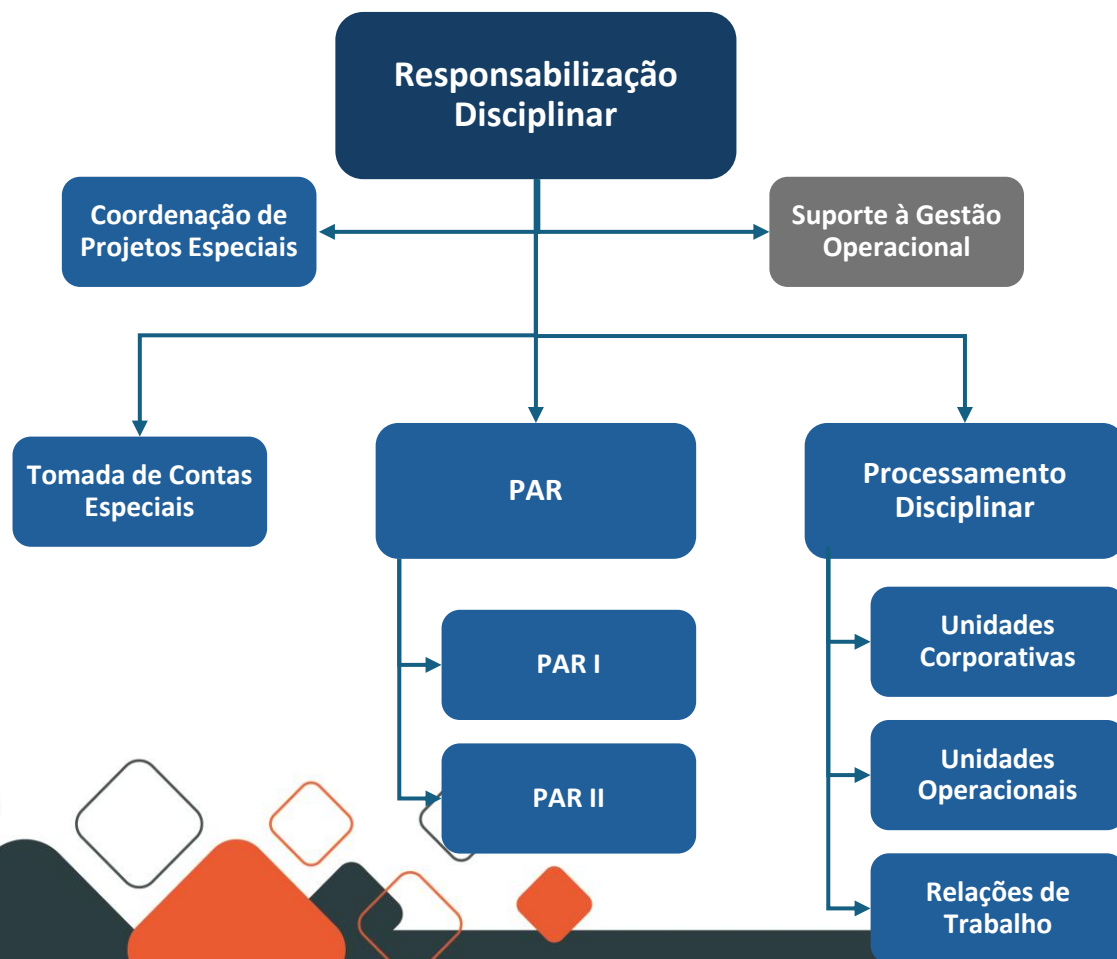 Responsabilização
Disciplinar
Coordenação de
Projetos Especiais
Suporte à Gestão
Operacional
Tomada de Contas
Especiais
PAR
Processamento
Disciplinar
PAR I
PAR II
Unidades
Corporativas
Unidades
Operacionais
Relações de
Trabalho